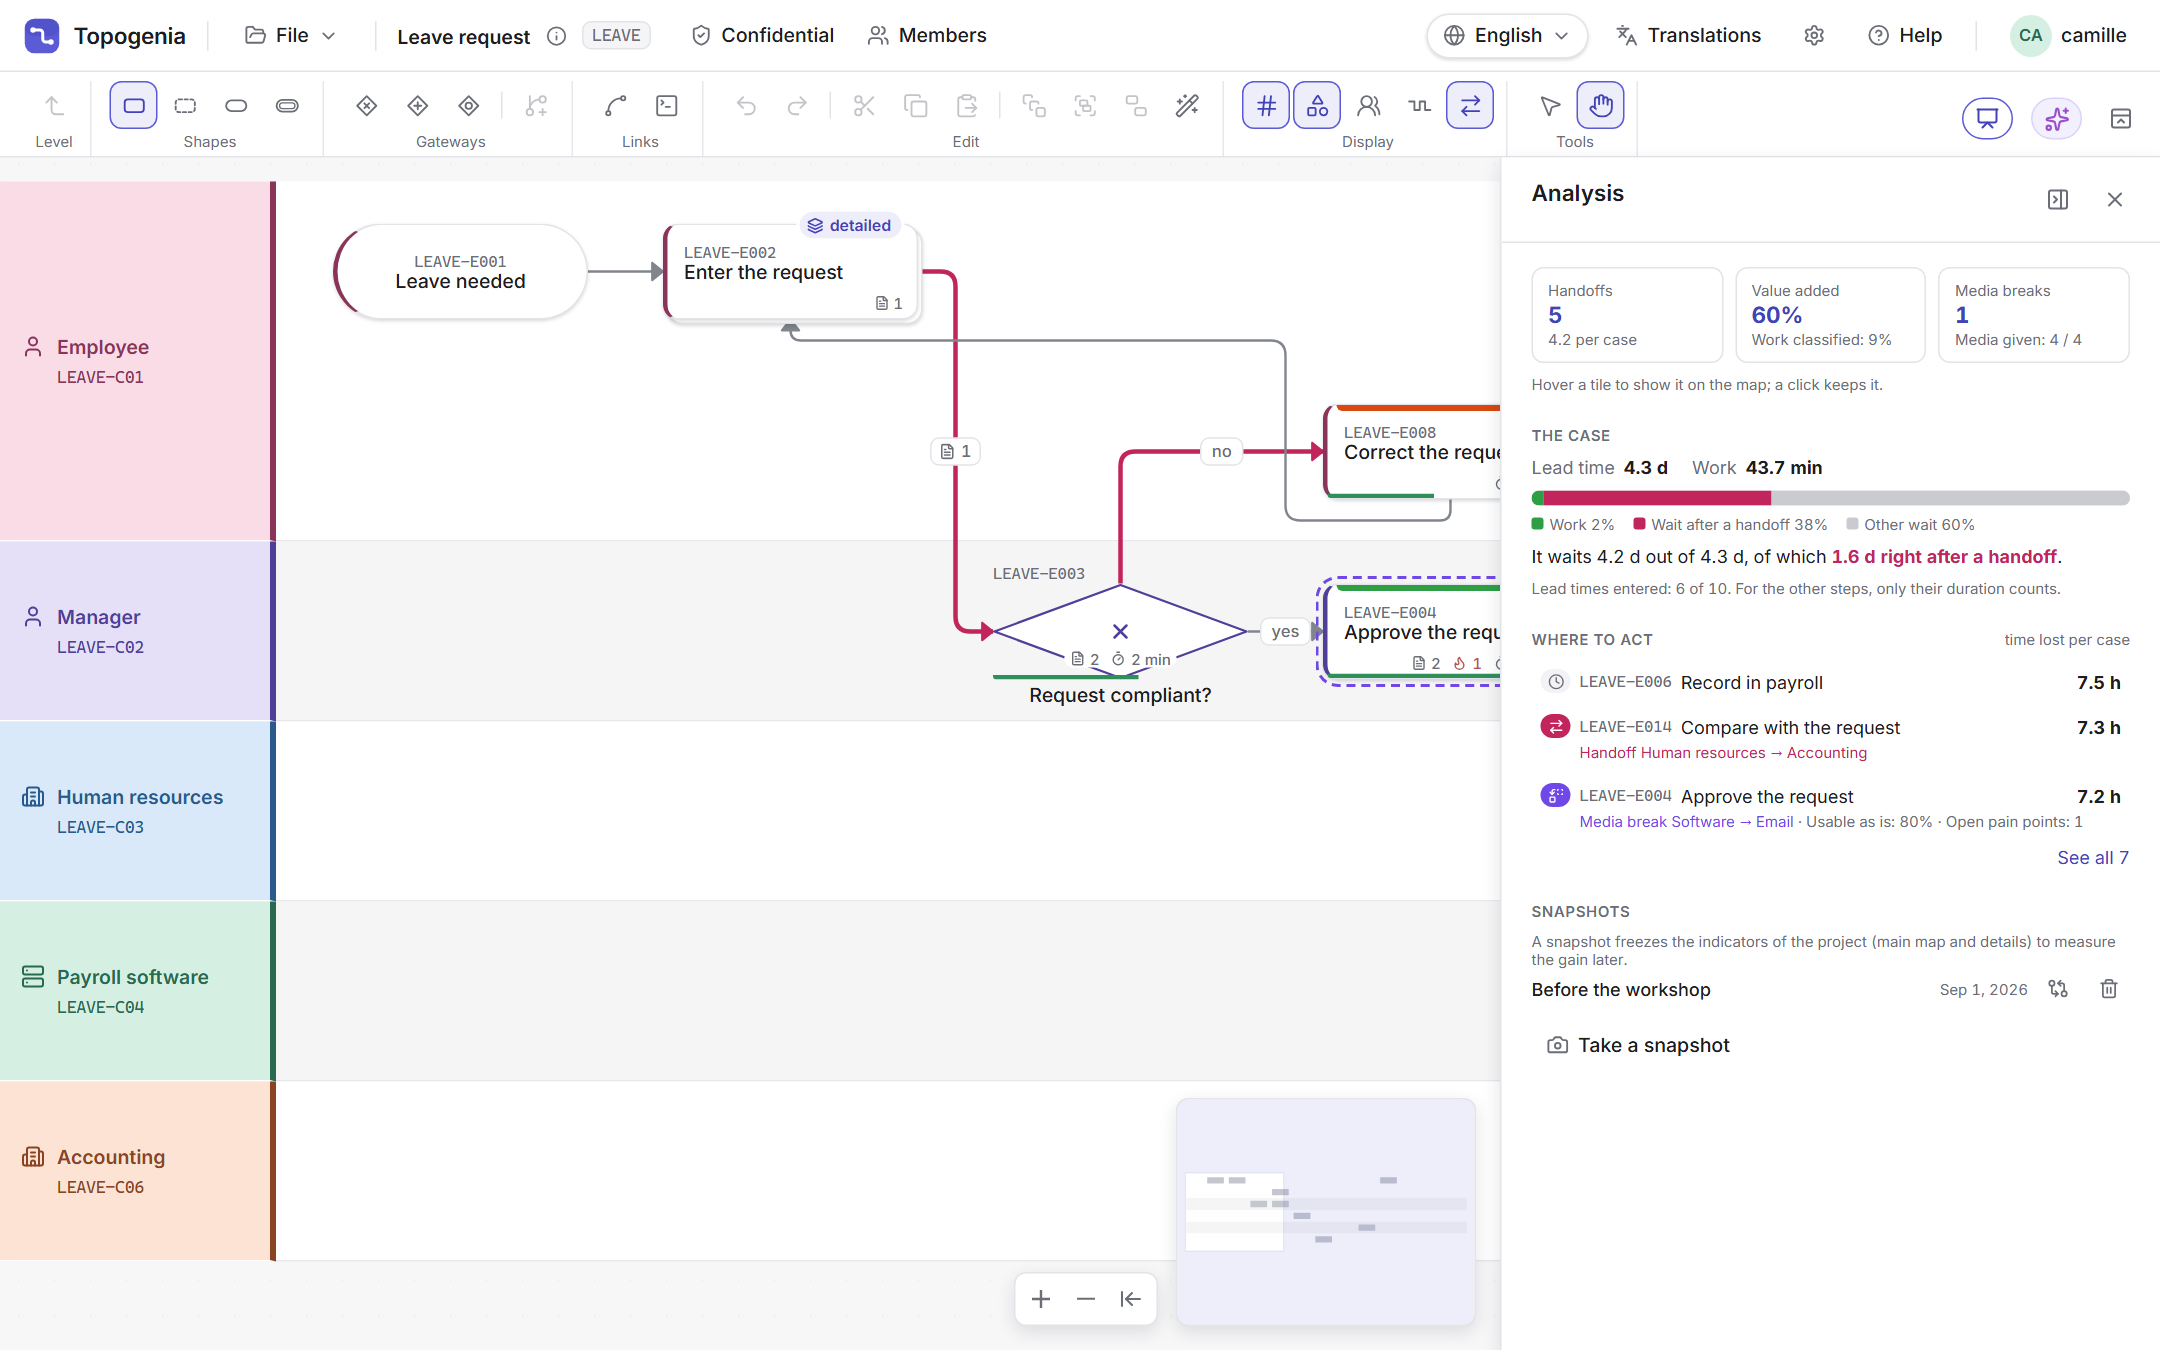 Topogenia
File
Leave request
LEAVE
Confidential
Members
English
Translations
Help
CA
camille
Level
Shapes
Gateways
Links
Edit
Display
Tools
Employee
LEAVE-C01
Manager
LEAVE-C02
Human resources
LEAVE-C03
Payroll software
LEAVE-C04
Accounting
LEAVE-C06
LEAVE-E001
Leave needed
detailed
LEAVE-E002
Enter the request
1
1
no
LEAVE-E008
Correct the reque
LEAVE-E003
2
2 min
Request compliant?
yes
LEAVE-E004
Approve the requ
2
1
Analysis
Handoffs
5
4.2 per case
Value added
60%
Work classified: 9%
Media breaks
1
Media given: 4 / 4
Hover a tile to show it on the map; a click keeps it.
THE CASE
Lead time 4.3 d Work 43.7 min
Work 2% Wait after a handoff 38% Other wait 60%
It waits 4.2 d out of 4.3 d, of which 1.6 d right after a handoff.
Lead times entered: 6 of 10. For the other steps, only their duration counts.
WHERE TO ACT time lost per case
LEAVE-E006 Record in payroll 7.5 h
LEAVE-E014 Compare with the request 7.3 h
Handoff Human resources → Accounting
LEAVE-E004 Approve the request 7.2 h
Media break Software → Email · Usable as is: 80% · Open pain points: 1
See all 7
SNAPSHOTS
A snapshot freezes the indicators of the project (main map and details) to measure
the gain later.
Before the workshop Sep 1, 2026
Take a snapshot